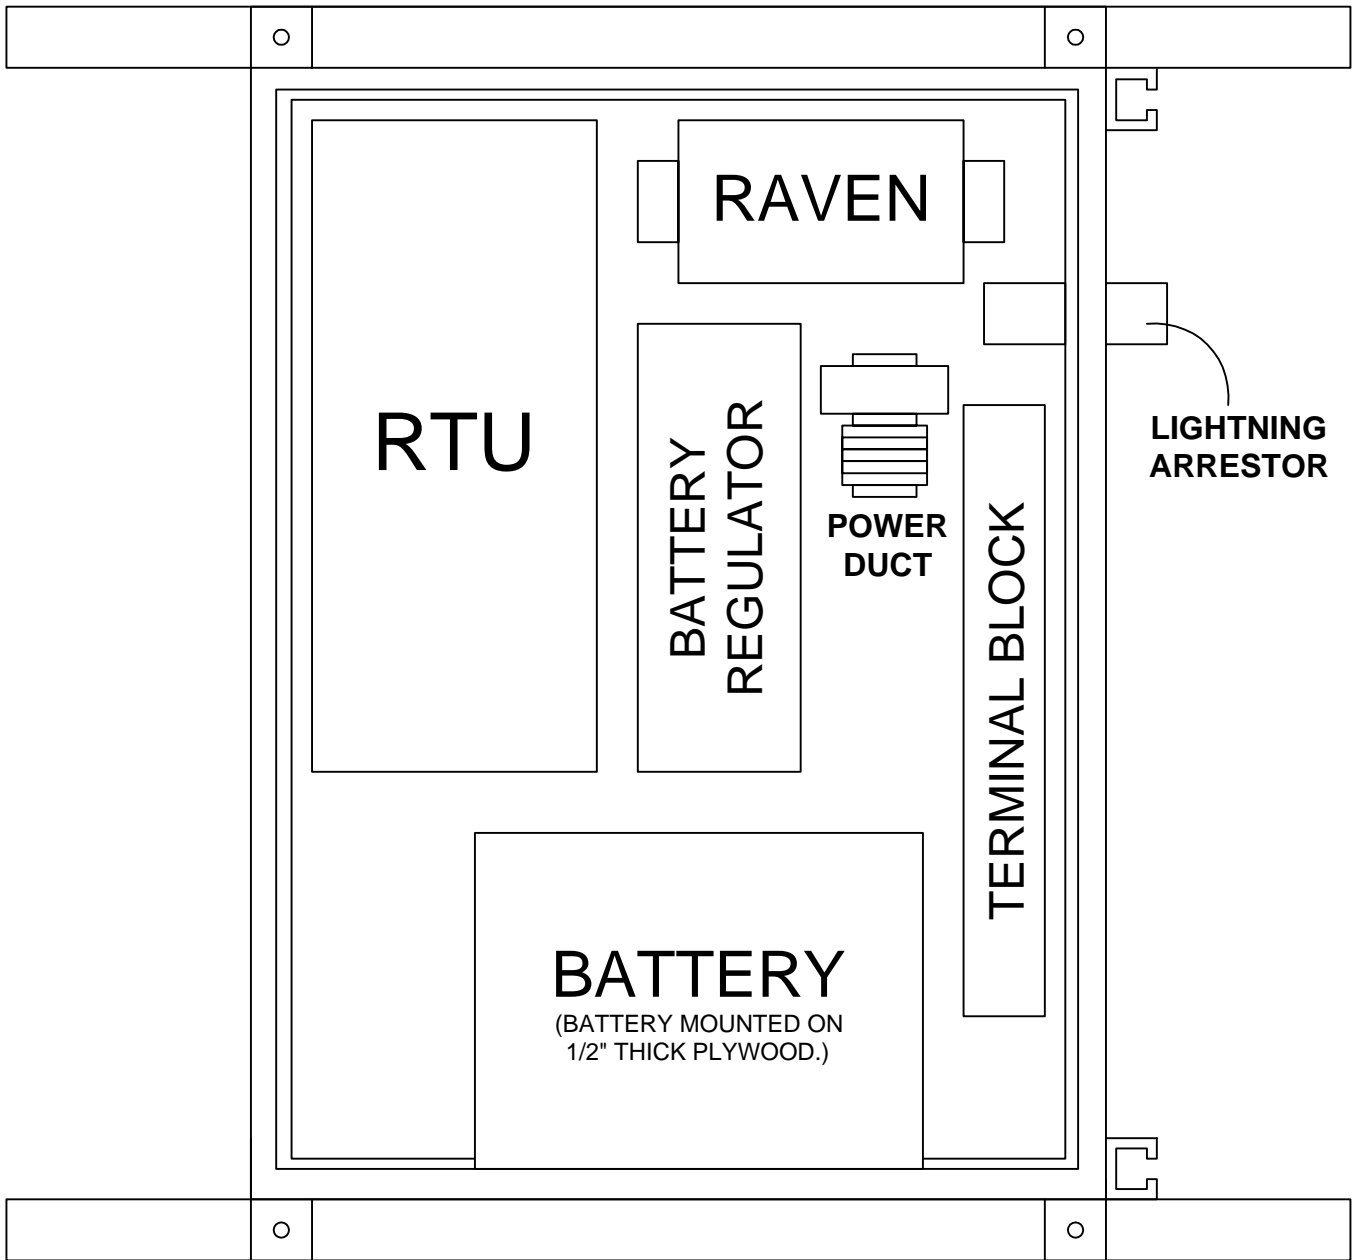 RAVEN
RTU
BATTERY
REGULATOR
POWER
DUCT
LIGHTNING
ARRESTOR
TERMINAL BLOCK
BATTERY
(BATTERY MOUNTED ON
1/2" THICK PLYWOOD.)